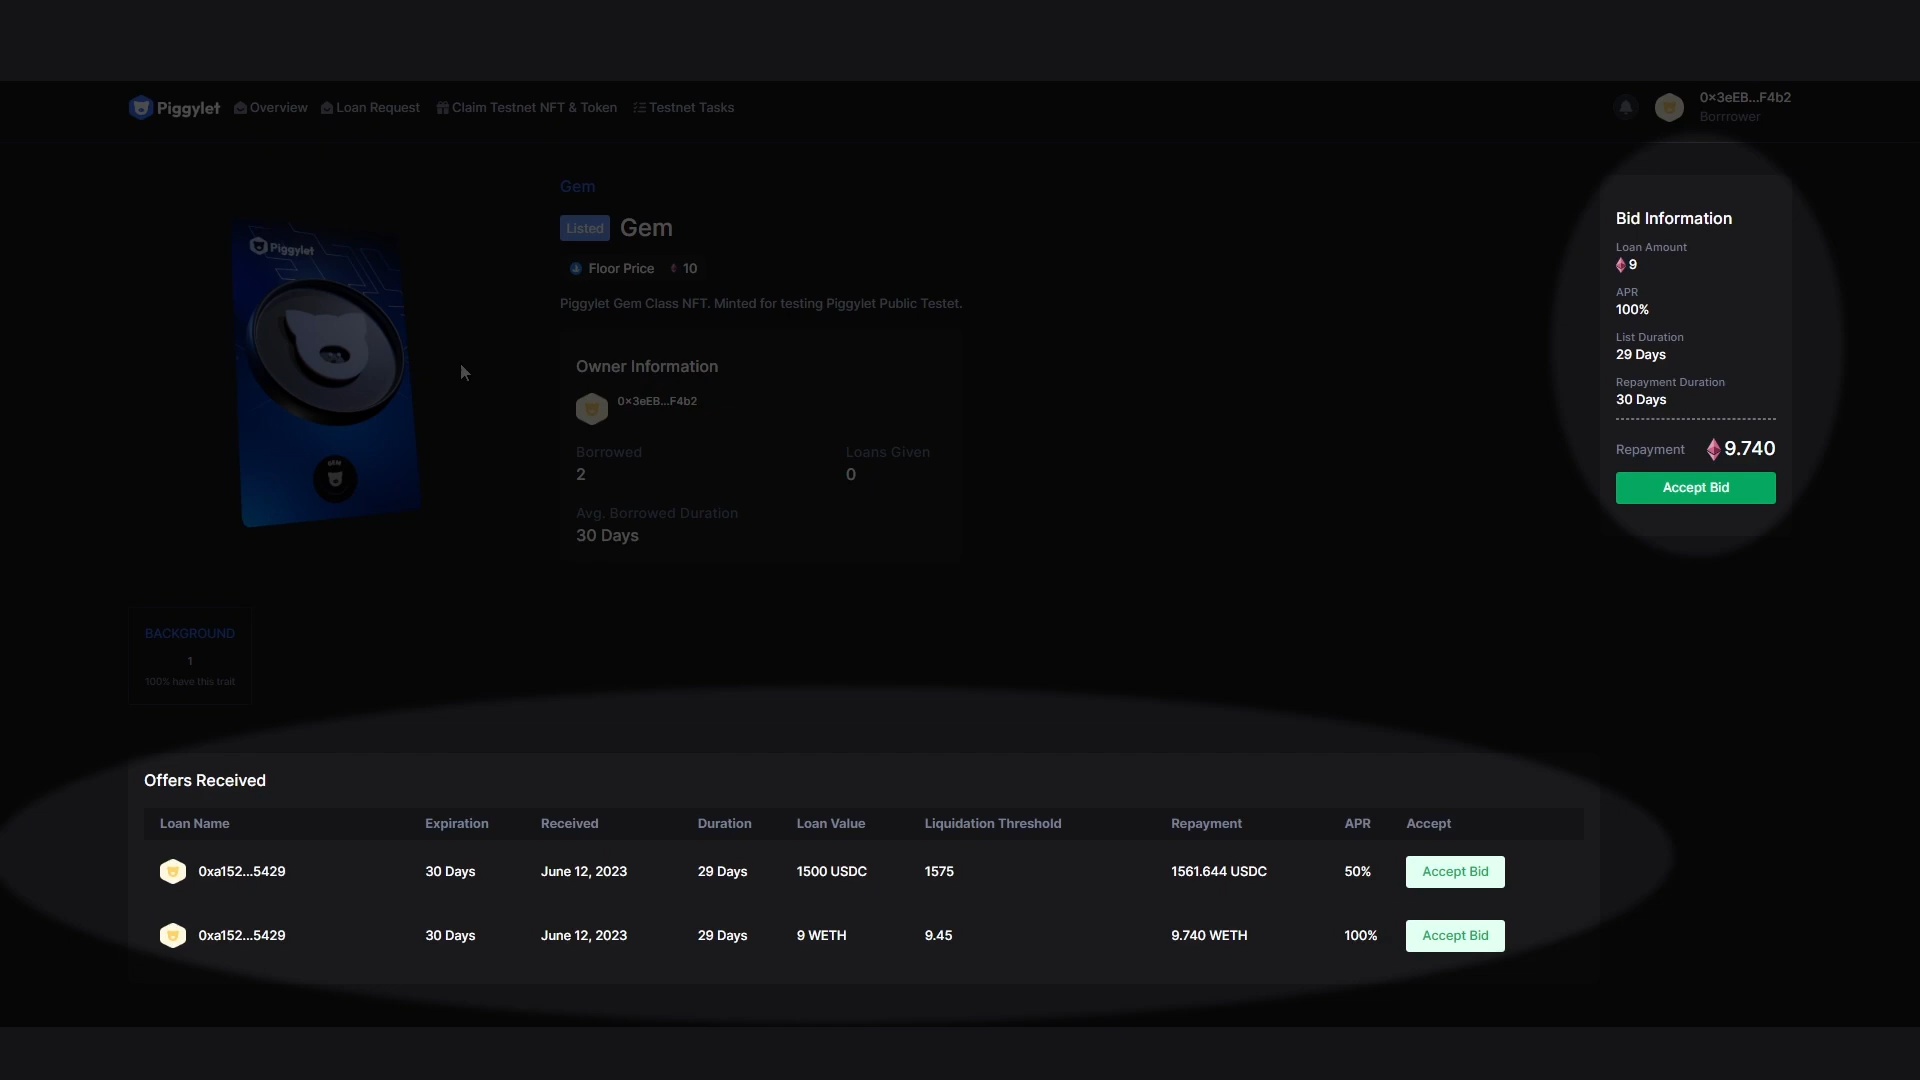 Piggylet Overview Loan Request Claim Testnet NFT & Token Testnet Tasks
0x3eEB...F4b2
Borrrower
Gem
Listed Gem
Floor Price 10
Piggylet Gem Class NFT. Minted for testing Piggylet Public Testet.
Piggylet
GEM
Owner Information
0x3eEB...F4b2
Borrowed Loans Given
2 0
Avg. Borrowed Duration
30 Days
Bid Information
Loan Amount
9
APR
100%
List Duration
29 Days
Repayment Duration
30 Days
Repayment 9.740
Accept Bid
BACKGROUND
1
100% have this trait
Offers Received
Loan Name Expiration Received Duration Loan Value Liquidation Threshold Repayment APR Accept
0xa152...5429 30 Days June 12, 2023 29 Days 1500 USDC 1575 1561.644 USDC 50% Accept Bid
0xa152...5429 30 Days June 12, 2023 29 Days 9 WETH 9.45 9.740 WETH 100% Accept Bid